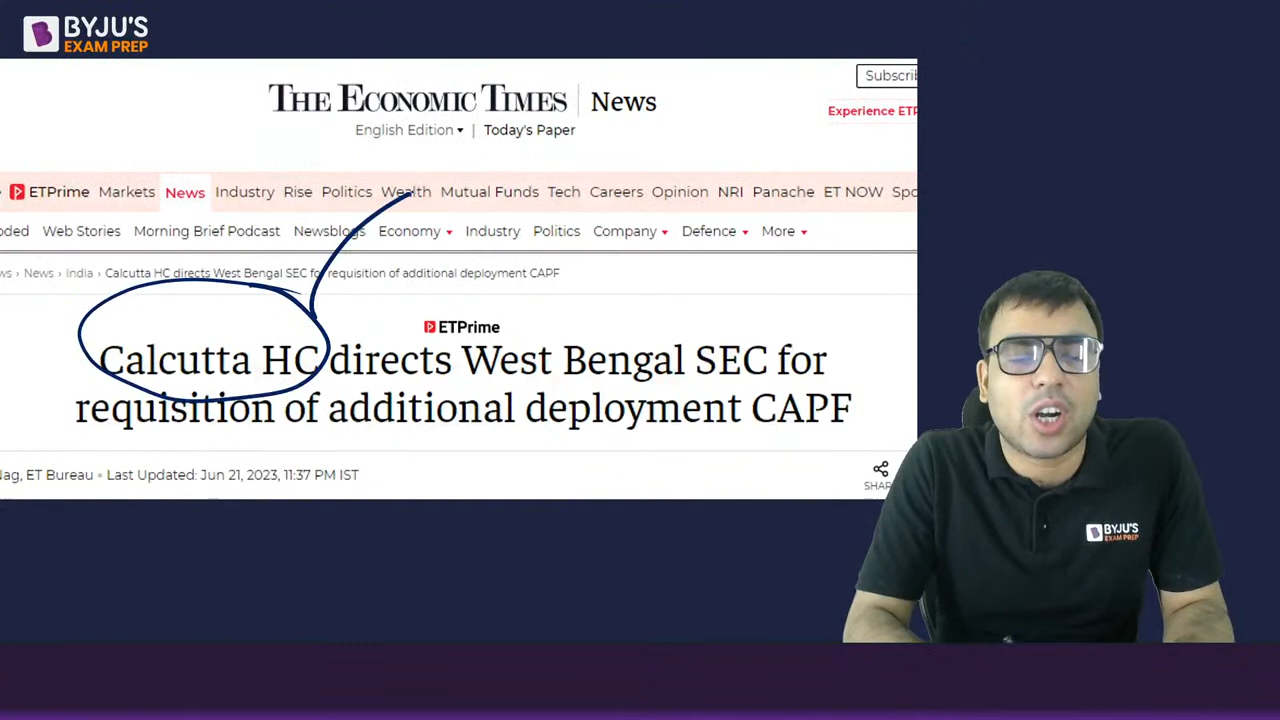 BYJU'S
EXAM PREP
THE ECONOMIC TIMES | News
Subscrib
English Edition | Today's Paper
Experience ETP
ETPrime Markets News Industry Rise Politics Wealth Mutual Funds Tech Careers Opinion NRI Panache ET NOW Spo
oded Web Stories Morning Brief Podcast Newsblogs Economy Industry Politics Company Defence More
ws › News › India › Calcutta HC directs West Bengal SEC for requisition of additional deployment CAPF
ETPrime
Calcutta HC directs West Bengal SEC for
requisition of additional deployment CAPF
Nag, ET Bureau • Last Updated: Jun 21, 2023, 11:37 PM IST
SHAR
BYJU'S
EXAM PREP